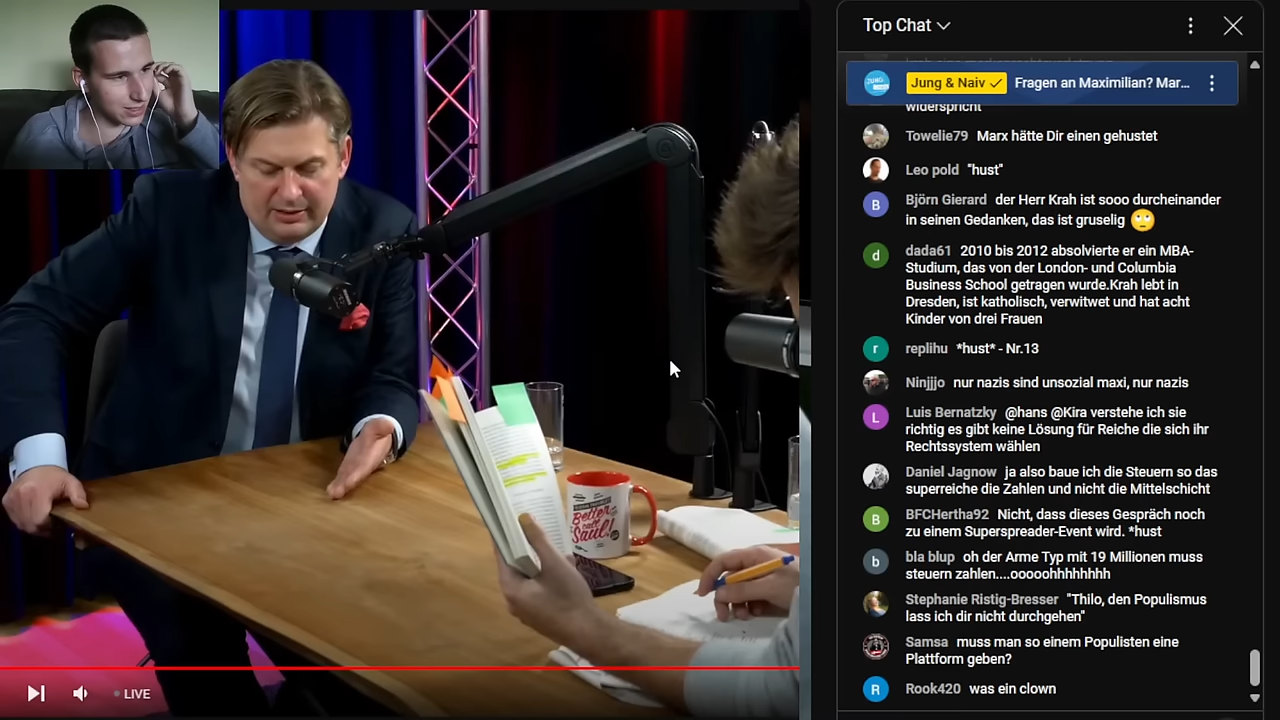 Top Chat
JUNG
Jung & Naiv Fragen an Maximilian? Mar...
widerspricht
Towelie79 Marx hätte Dir einen gehustet
Leo pold "hust"
Björn Gierard der Herr Krah ist sooo durcheinander
in seinen Gedanken, das ist gruselig
dada61 2010 bis 2012 absolvierte er ein MBA-
Studium, das von der London- und Columbia
Business School getragen wurde.Krah lebt in
Dresden, ist katholisch, verwitwet und hat acht
Kinder von drei Frauen
replihu *hust* - Nr.13
Ninjjjo nur nazis sind unsozial maxi, nur nazis
Luis Bernatzky @hans @Kira verstehe ich sie
richtig es gibt keine Lösung für Reiche die sich ihr
Rechtssystem wählen
Daniel Jagnow ja also baue ich die Steuern so das
superreiche die Zahlen und nicht die Mittelschicht
BFCHertha92 Nicht, dass dieses Gespräch noch
zu einem Superspreader-Event wird. *hust
bla blup oh der Arme Typ mit 19 Millionen muss
steuern zahlen....ooooohhhhhhhh
Stephanie Ristig-Bresser "Thilo, den Populismus
lass ich dir nicht durchgehen"
Samsa muss man so einem Populisten eine
Plattform geben?
Rook420 was ein clown
B
d
r
L
B
b
R
Better
Saul!
LIVE